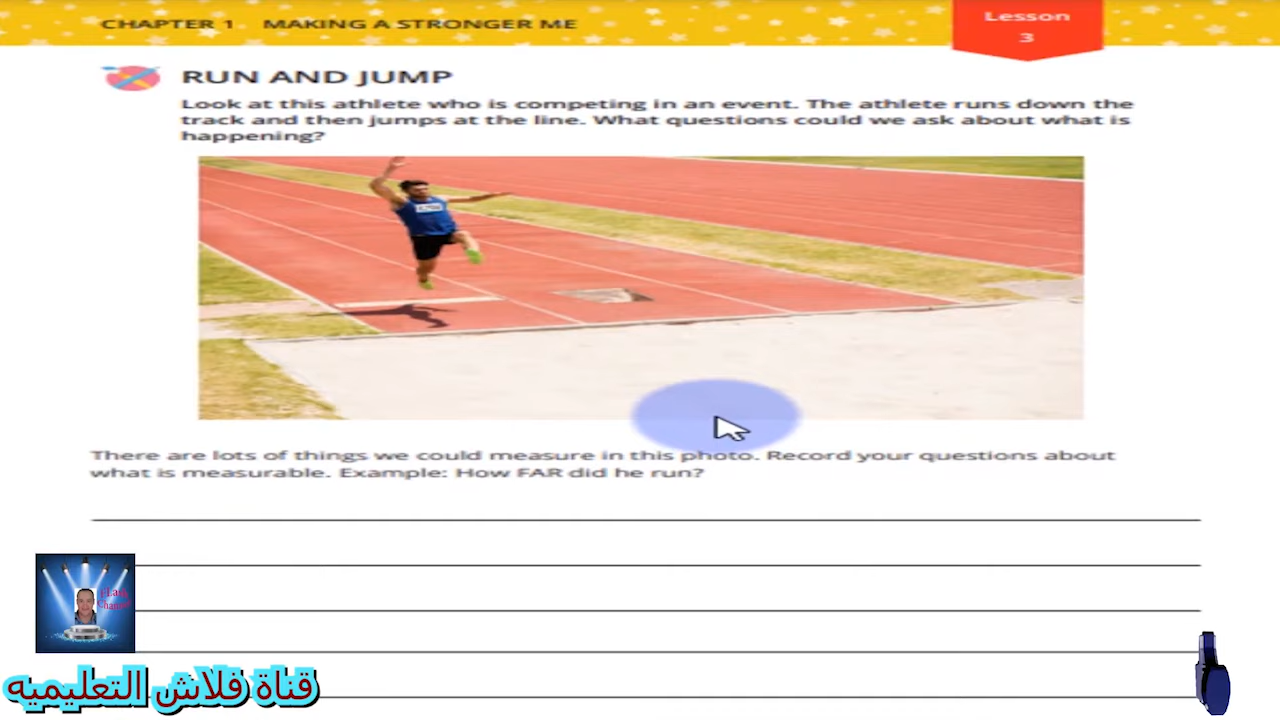 CHAPTER 1 MAKING A STRONGER ME
Lesson
3
RUN AND JUMP
Look at this athlete who is competing in an event. The athlete runs down the
track and then jumps at the line. What questions could we ask about what is
happening?
There are lots of things we could measure in this photo. Record your questions about
what is measurable. Example: How FAR did he run?
قناة فلاش التعليميه